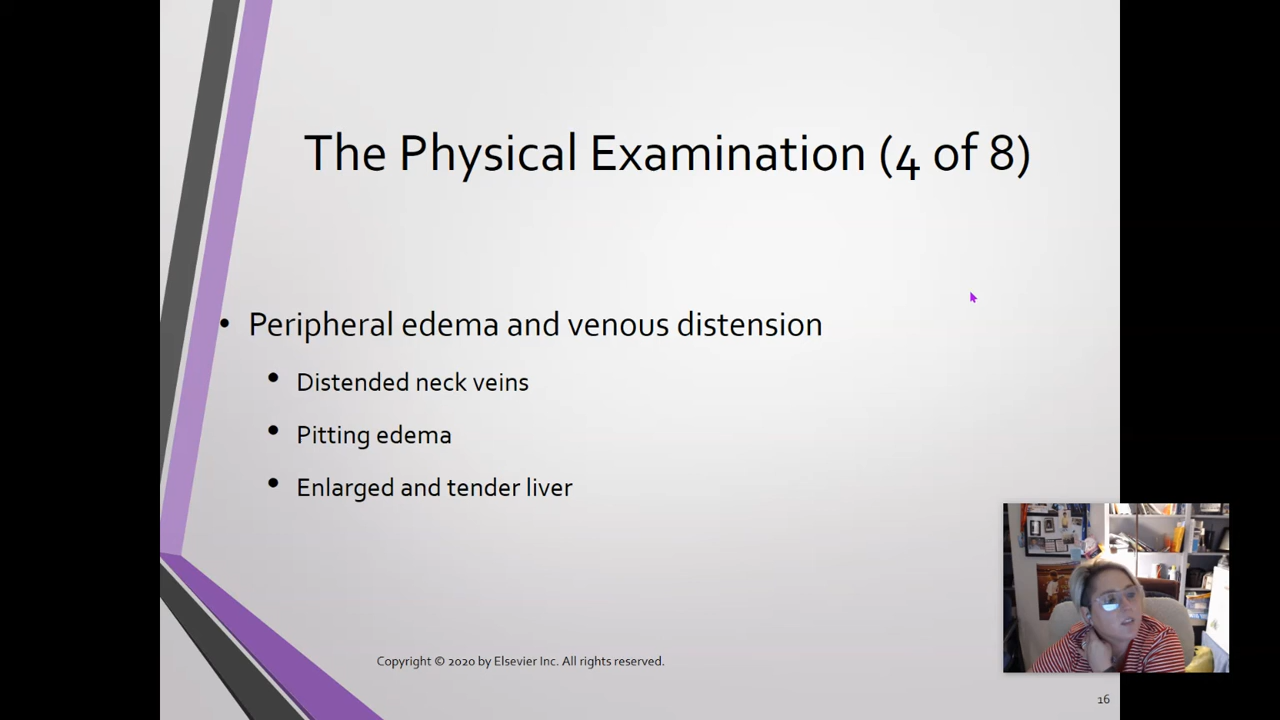 The Physical Examination (4 of 8)
• Peripheral edema and venous distension
• Distended neck veins
• Pitting edema
• Enlarged and tender liver
Copyright © 2020 by Elsevier Inc. All rights reserved.
16